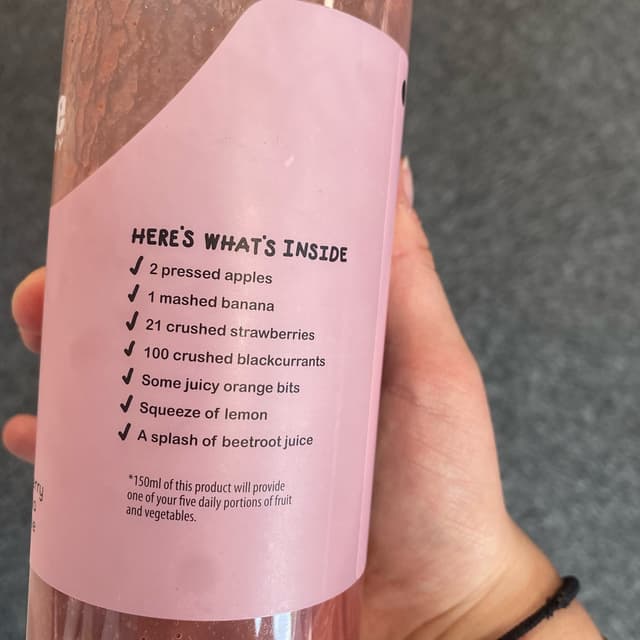 HERE'S WHAT'S INSIDE
✓ 2 pressed apples
✓ 1 mashed banana
✓ 21 crushed strawberries
✓ 100 crushed blackcurrants
✓ Some juicy orange bits
✓ Squeeze of lemon
✓ A splash of beetroot juice
*150ml of this product will provide
one of your five daily portions of fruit
and vegetables.